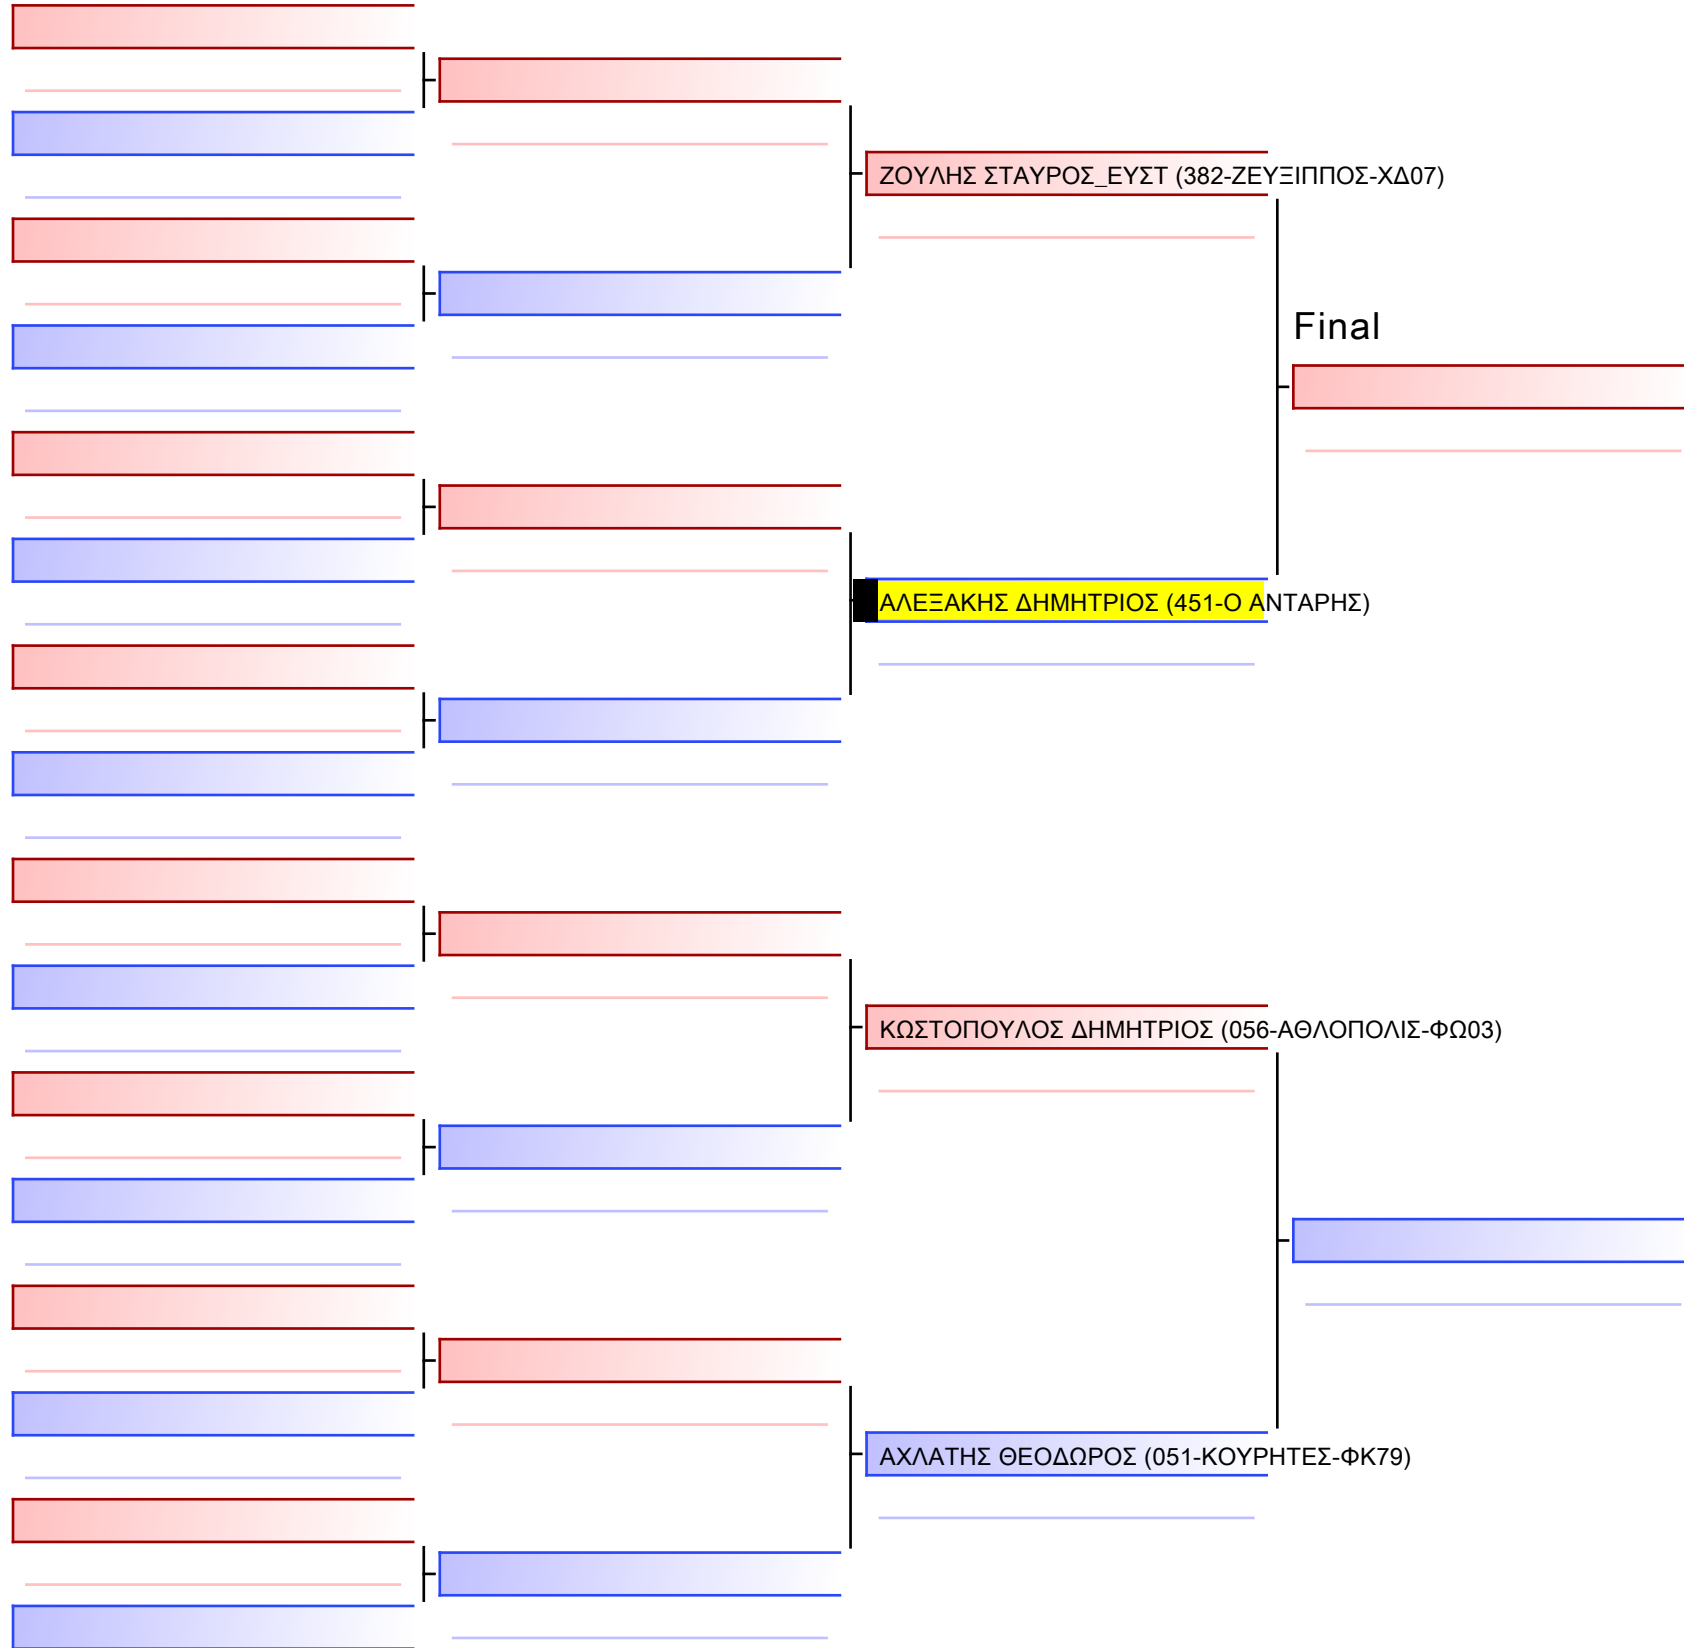 ΖΟΥΛΗΣ ΣΤΑΥΡΟΣ_ΕΥΣΤ (382-ΖΕΥΞΙΠΠΟΣ-ΧΔ07)
Final
ΑΛΕΞΑΚΗΣ ΔΗΜΗΤΡΙΟΣ (451-Ο ΑΝΤΑΡΗΣ)
ΚΩΣΤΟΠΟΥΛΟΣ ΔΗΜΗΤΡΙΟΣ (056-ΑΘΛΟΠΟΛΙΣ-ΦΩ03)
ΑΧΛΑΤΗΣ ΘΕΟΔΩΡΟΣ (051-ΚΟΥΡΗΤΕΣ-ΦΚ79)